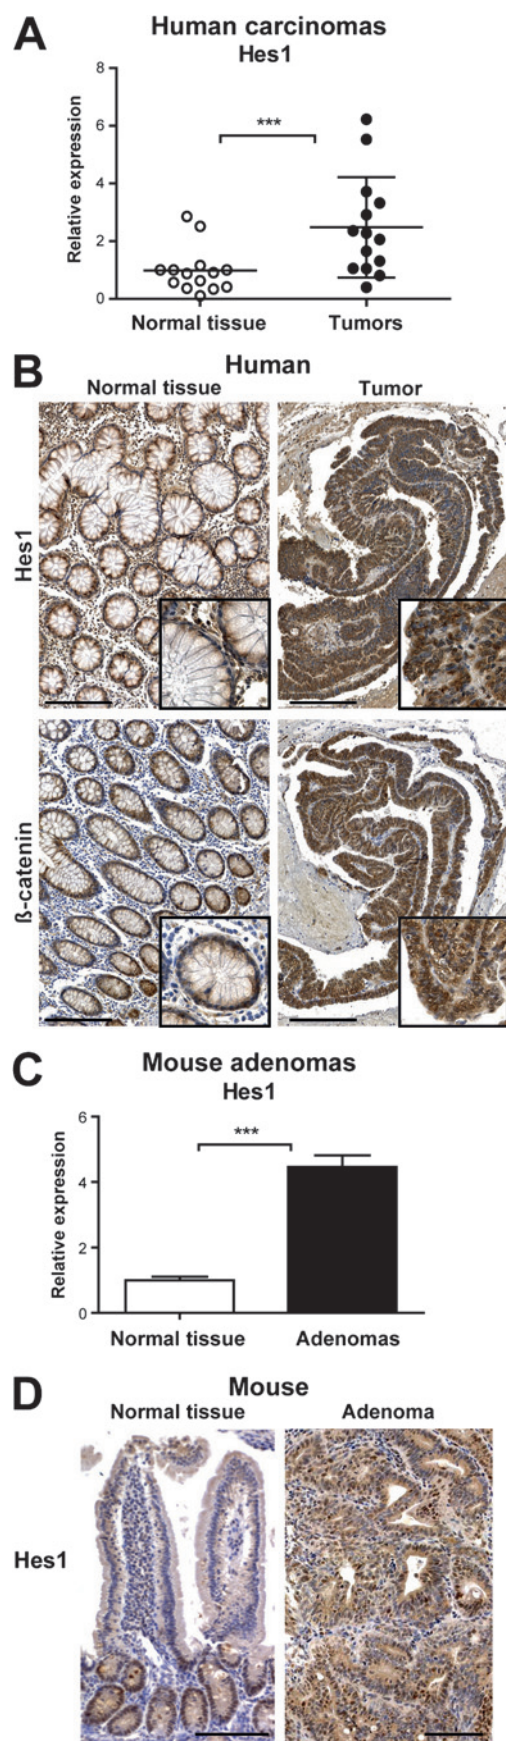 A
Human carcinomas
Hes1
Relative expression
8
6
4
2
0
***
Normal tissue
Tumors
B
Human
Normal tissue
Tumor
Hes1
ß-catenin
C
Mouse adenomas
Hes1
Relative expression
6
4
2
0
***
Normal tissue
Adenomas
D
Mouse
Normal tissue
Adenoma
Hes1